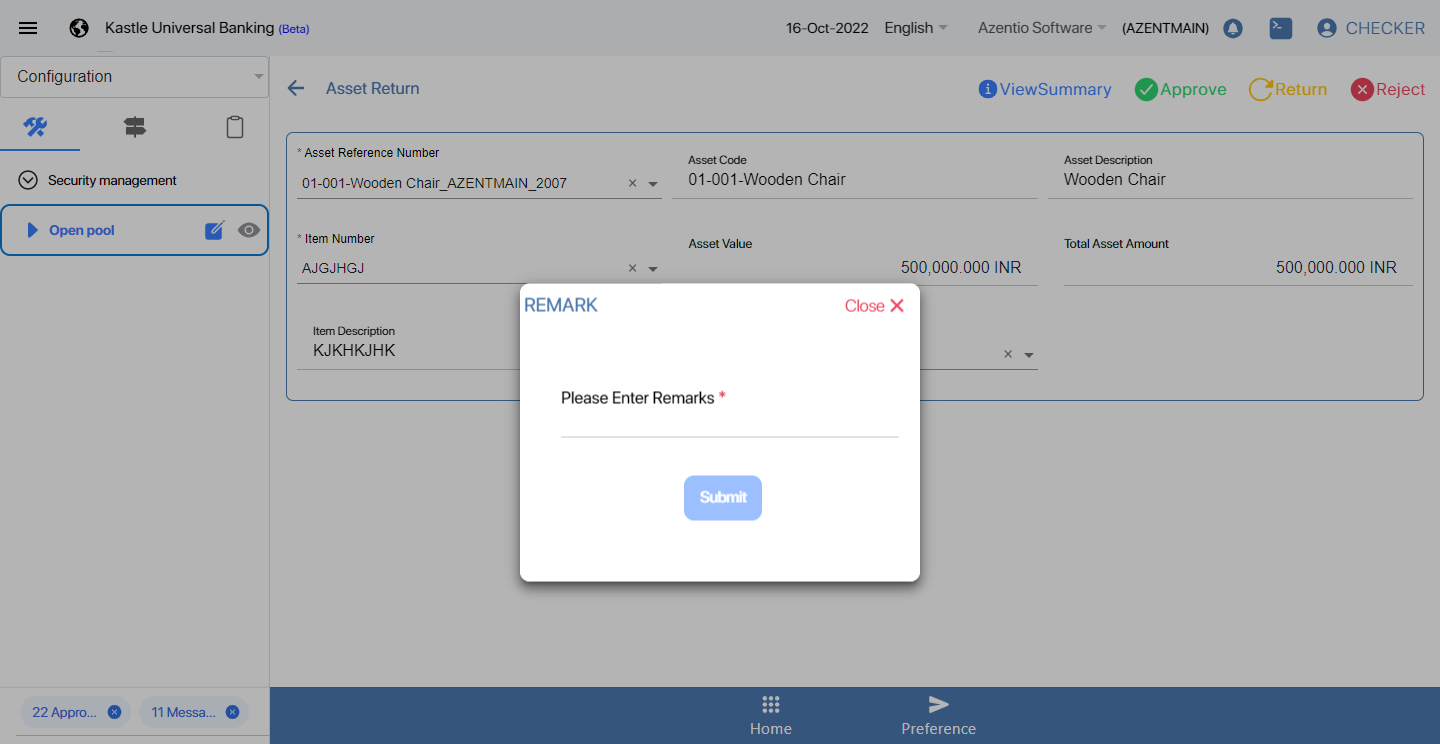 Kastle Universal Banking (Beta)
16-Oct-2022 English Azentio Software (AZENTMAIN) CHECKER
Configuration
Asset Return
ViewSummary Approve Return Reject
Security management
Open pool
* Asset Reference Number
01-001-Wooden Chair_AZENTMAIN_2007
Asset Code
01-001-Wooden Chair
Asset Description
Wooden Chair
* Item Number
AJGJHGJ
Asset Value
500,000.000 INR
Total Asset Amount
500,000.000 INR
Item Description
KJKHKJHK
REMARK
Close
Please Enter Remarks *
Submit
22 Appro...
11 Messa...
Home
Preference